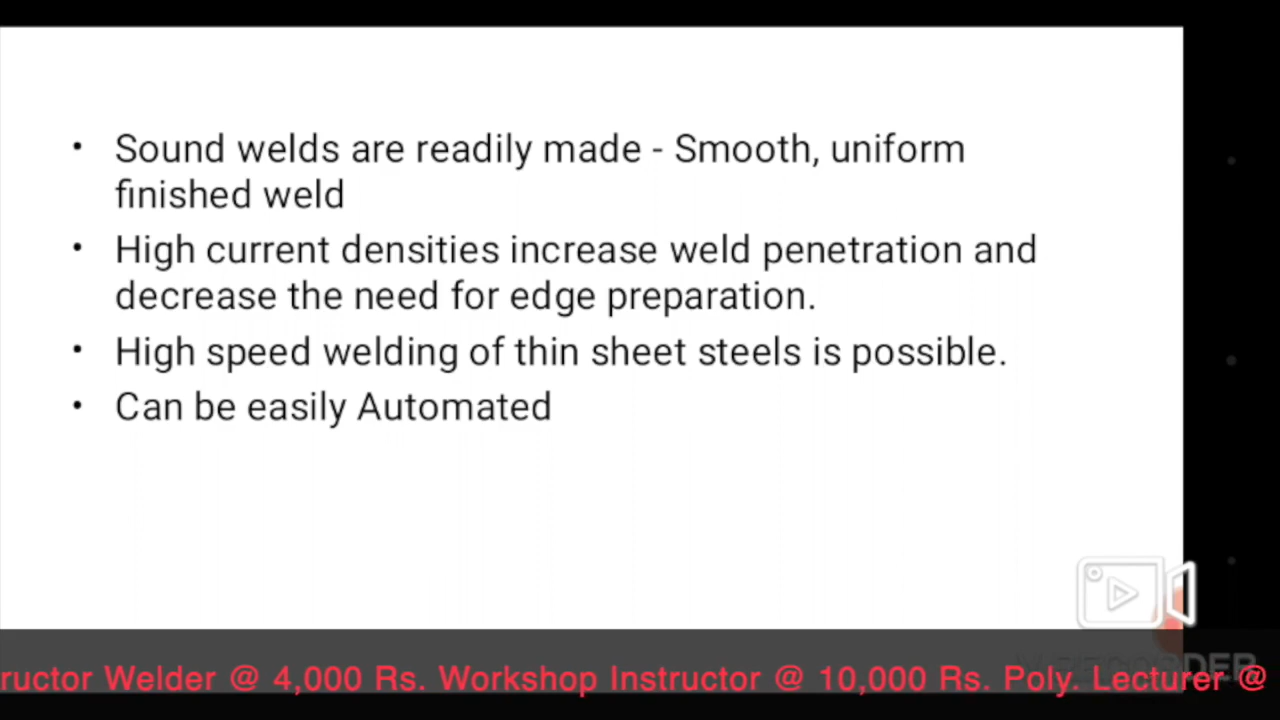 • Sound welds are readily made - Smooth, uniform
finished weld
• High current densities increase weld penetration and
decrease the need for edge preparation.
• High speed welding of thin sheet steels is possible.
• Can be easily Automated
ructor Welder @ 4,000 Rs. Workshop Instructor @ 10,000 Rs. Poly. Lecturer @